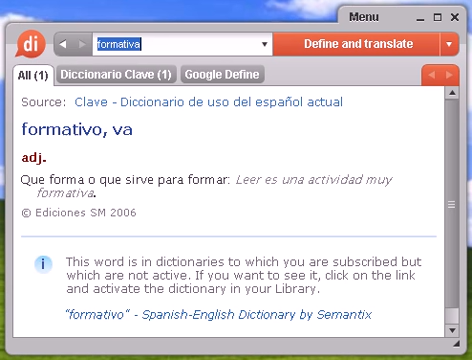 Menu
di
formativa
Define and translate
All (1)
Diccionario Clave (1)
Google Define
Source: Clave - Diccionario de uso del español actual
formativo, va
adj.
Que forma o que sirve para formar: Leer es una actividad muy
formativa.
© Ediciones SM 2006
i
This word is in dictionaries to which you are subscribed but
which are not active. If you want to see it, click on the link
and activate the dictionary in your Library.
"formativo" - Spanish-English Dictionary by Semantix